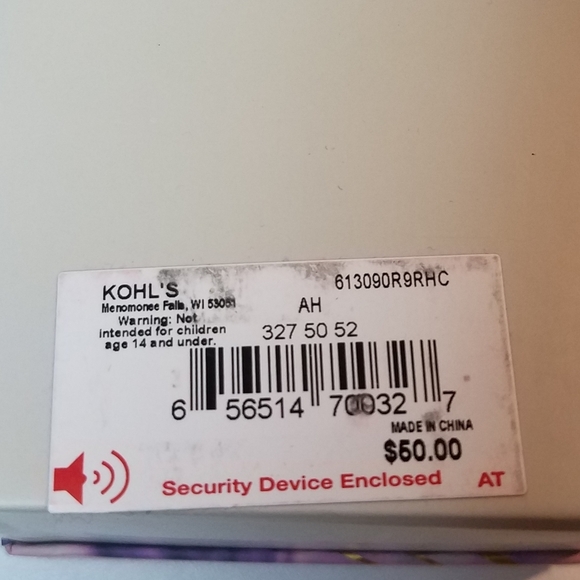 KOHL'S
613090R9RHC
Menomonee Falls, WI 53051
AH
Warning: Not
intended for children
age 14 and under.
327 50 52
6 56514 70032 7
MADE IN CHINA
$50.00
Security Device Enclosed AT